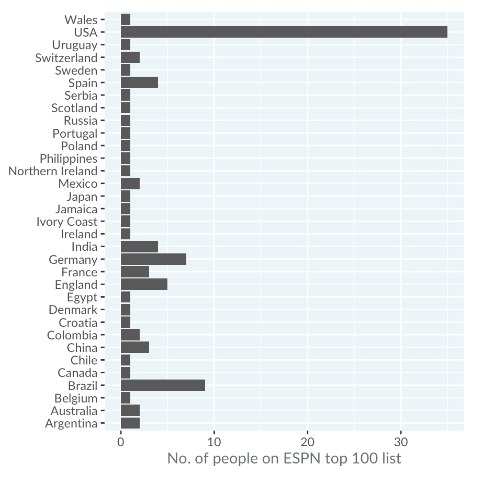 Wales
USA
Uruguay
Switzerland
Sweden
Spain
Serbia
Scotland
Russia
Portugal
Poland
Philippines
Northern Ireland
Mexico
Japan
Jamaica
Ivory Coast
Ireland
India
Germany
France
England
Egypt
Denmark
Croatia
Colombia
China
Chile
Canada
Brazil
Belgium
Australia
Argentina
0 10 20 30
No. of people on ESPN top 100 list